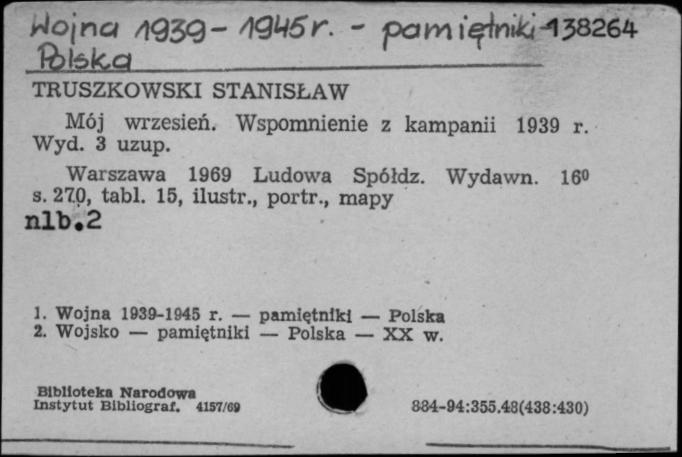 Wojna 1939 - 1945 r. - pamiętniki - 138264
Polska
TRUSZKOWSKI STANISŁAW
Mój wrzesień. Wspomnienie z kampanii 1939 r.
Wyd. 3 uzup.
Warszawa 1969 Ludowa Spółdz. Wydawn. 16⁰
s. 270, tabl. 15, ilustr., portr., mapy
nlb.2
1. Wojna 1939-1945 r. — pamiętniki — Polska
2. Wojsko — pamiętniki — Polska — XX w.
Biblioteka Narodowa
Instytut Bibliograf. 4157/69
884-94:355.48(438:430)